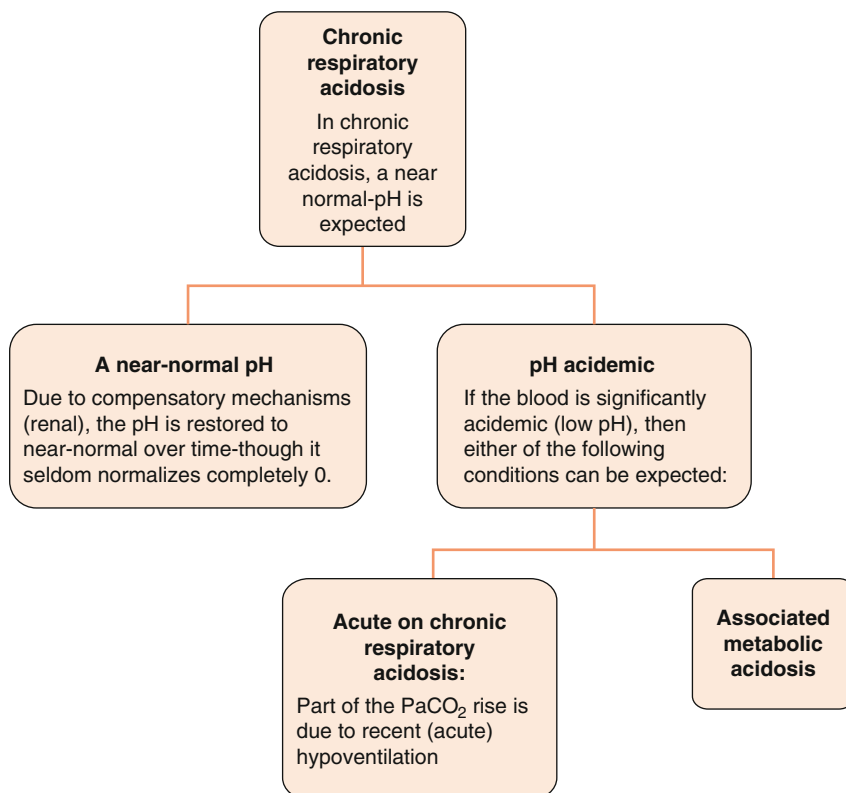 Chronic
respiratory
acidosis
In chronic
respiratory
acidosis, a near
normal-pH is
expected
A near-normal pH
Due to compensatory mechanisms
(renal), the pH is restored to
near-normal over time-though it
seldom normalizes completely 0.
pH acidemic
If the blood is significantly
acidemic (low pH), then
either of the following
conditions can be expected:
Acute on chronic
respiratory
acidosis:
Part of the PaCO₂ rise is
due to recent (acute)
hypoventilation
Associated
metabolic
acidosis